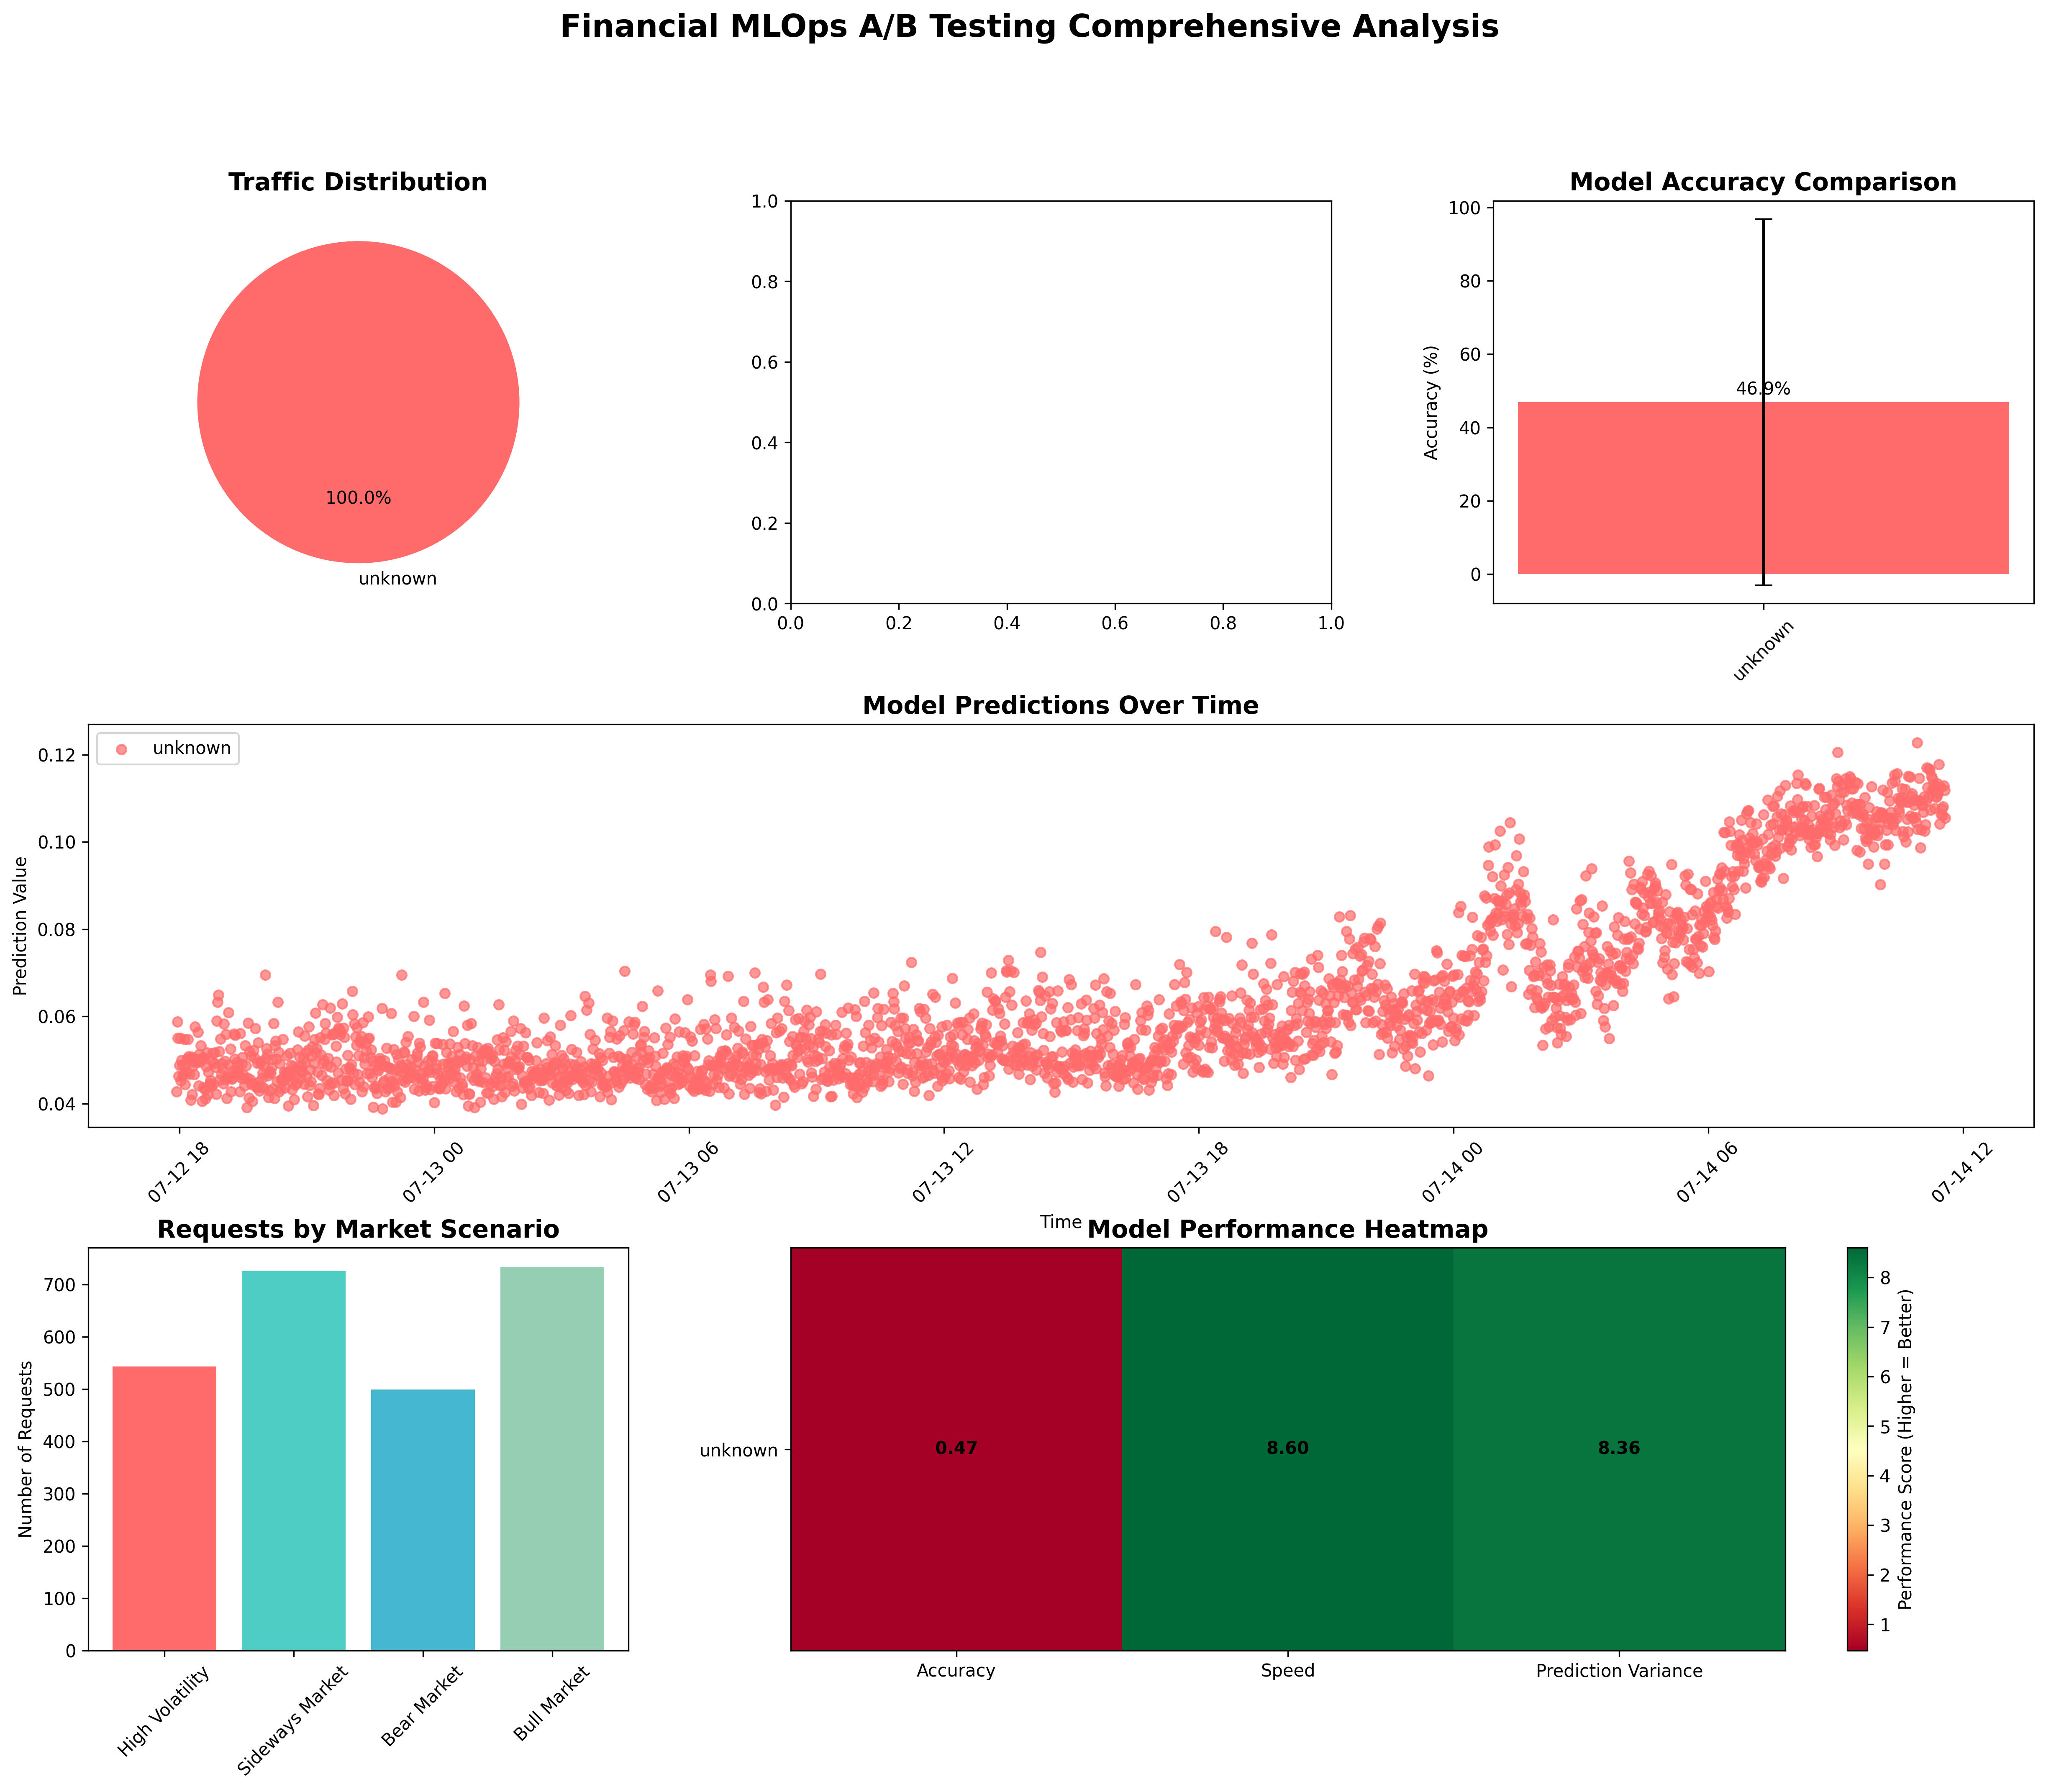 Financial MLOps A/B Testing Comprehensive Analysis
Traffic Distribution
100.0%
unknown
1.0
0.8
0.6
0.4
0.2
0.0
0.0 0.2 0.4 0.6 0.8 1.0
Model Accuracy Comparison
Accuracy (%)
100
80
60
40
20
0
46.9%
unknown
Model Predictions Over Time
unknown
Prediction Value
0.12
0.10
0.08
0.06
0.04
07-12 18
07-13 00
07-13 06
07-13 12
07-13 18
07-14 00
07-14 06
07-14 12
Time
Requests by Market Scenario
Number of Requests
700
600
500
400
300
200
100
0
High Volatility
Sideways Market
Bear Market
Bull Market
Model Performance Heatmap
unknown
0.47 8.60 8.36
Accuracy Speed Prediction Variance
8
7
6
5
4
3
2
1
Performance Score (Higher = Better)